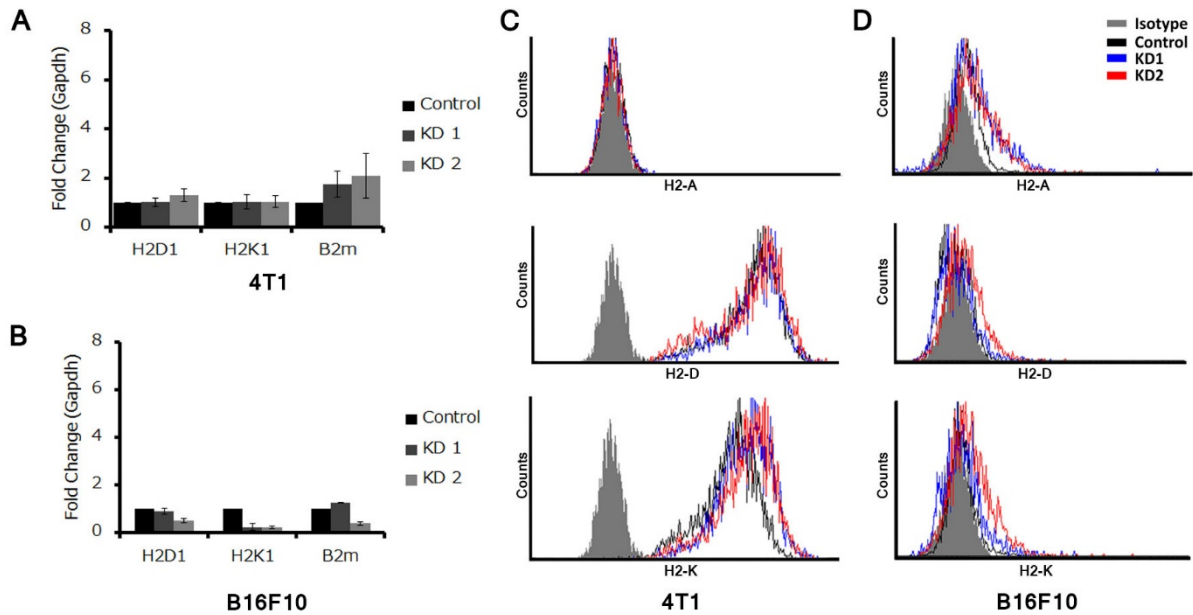 A
8
6
4
2
0
Fold Change (Gapdh)
H2D1 H2K1 B2m
Control
KD 1
KD 2
4T1
B
8
6
4
2
0
Fold Change (Gapdh)
H2D1 H2K1 B2m
Control
KD 1
KD 2
B16F10
C
Counts
H2-A
Counts
H2-D
Counts
H2-K
4T1
D
Isotype
Control
KD1
KD2
Counts
H2-A
Counts
H2-D
Counts
H2-K
B16F10